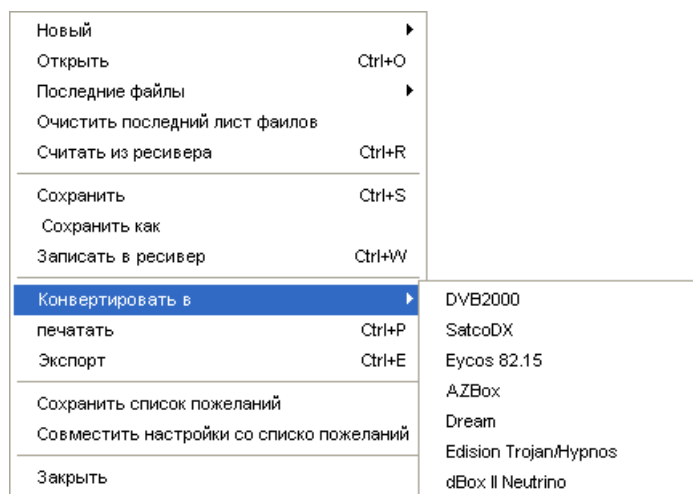 Новый
Открыть Ctrl+O
Последние файлы
Очистить последний лист фаилов
Считать из ресивера Ctrl+R
Сохранить Ctrl+S
Сохранить как
Записать в ресивер Ctrl+W
Конвертировать в
печатать Ctrl+P
Экспорт Ctrl+E
Сохранить список пожеланий
Совместить настройки со списко пожеланий
Закрыть
DVB2000
SatcoDX
Eycos 82.15
AZBox
Dream
Edision Trojan/Hypnos
dBox II Neutrino